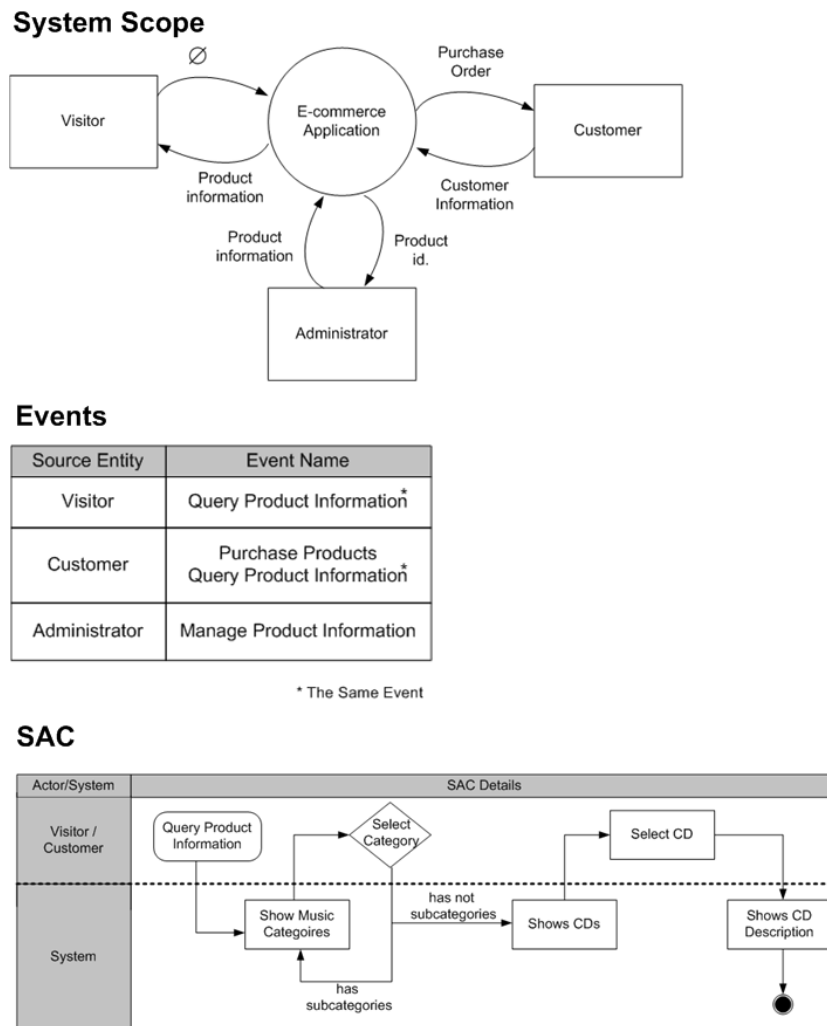 System Scope
∅
Purchase
Order
Visitor
E-commerce
Application
Customer
Product
information
Customer
Information
Product
information
Product
id.
Administrator
Events
Source Entity Event Name
Visitor Query Product Information*
Customer Purchase Products
Query Product Information*
Administrator Manage Product Information
* The Same Event
SAC
Actor/System SAC Details
Visitor /
Customer
Query Product
Information
Select
Category
Select CD
has not
subcategories
Show Music
Categoires
Shows CDs
Shows CD
Description
System
has
subcategories